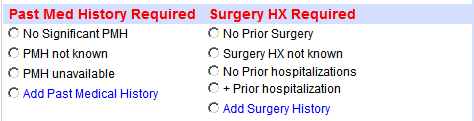 Past Med History Required
No Significant PMH
PMH not known
PMH unavailable
Add Past Medical History
Surgery HX Required
No Prior Surgery
Surgery HX not known
No Prior hospitalizations
+ Prior hospitalization
Add Surgery History